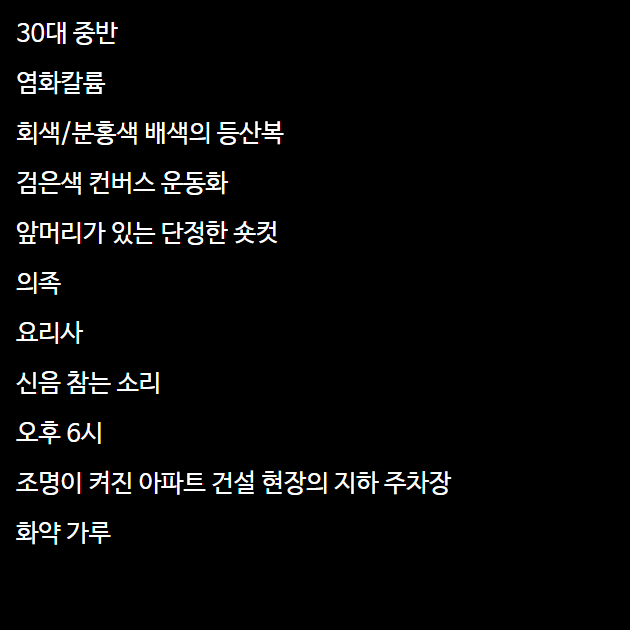 30대 중반
염화칼륨
회색/분홍색 배색의 등산복
검은색 컨버스 운동화
앞머리가 있는 단정한 숏컷
의족
요리사
신음 참는 소리
오후 6시
조명이 켜진 아파트 건설 현장의 지하 주차장
화약 가루